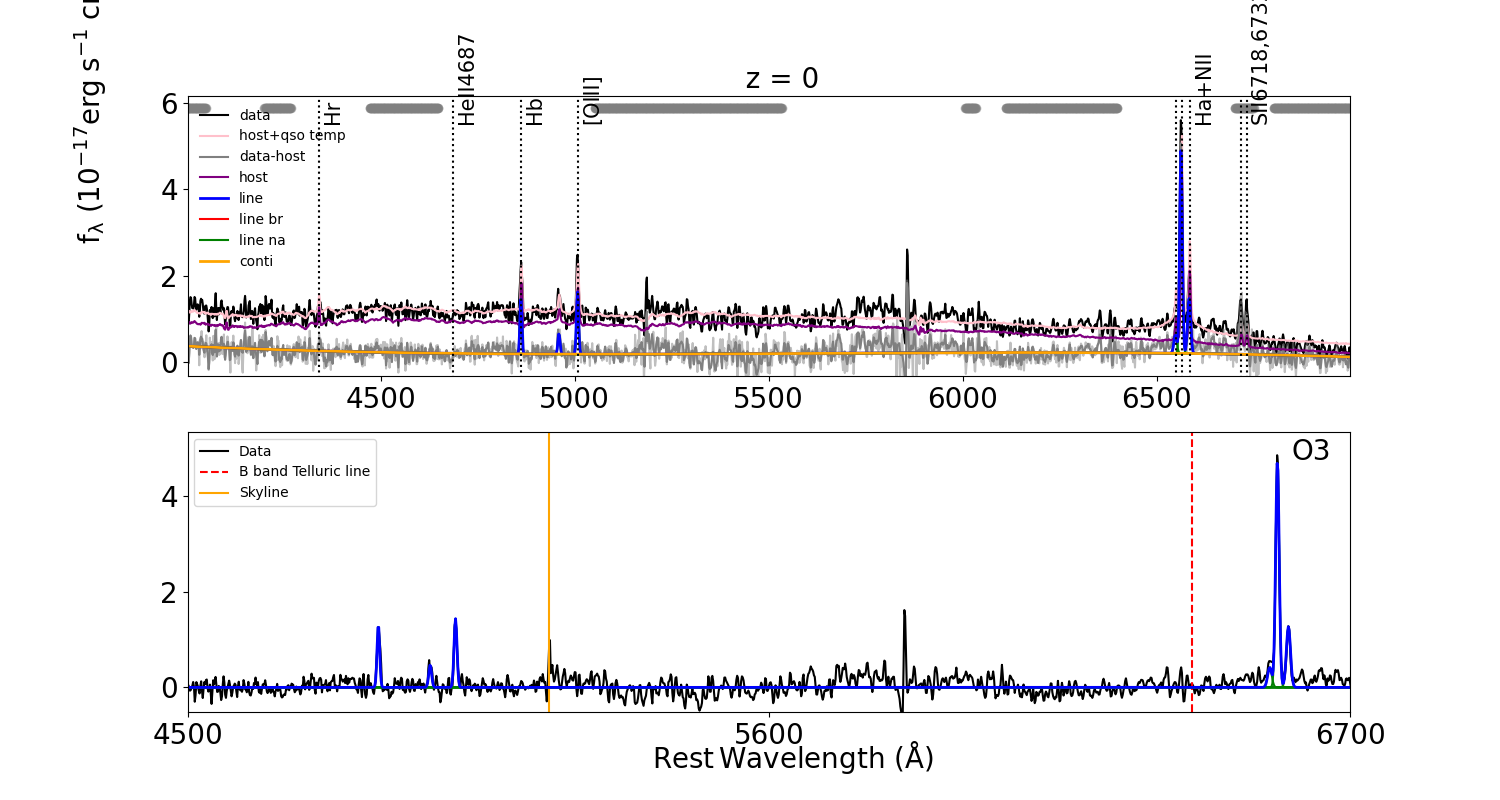 z = 0
f_λ (10^−17 erg s^−1
6
4
2
0
Hr
HeII4687
Hb
[OIII]
Ha+NII
data
host+qso temp
data-host
host
line
line br
line na
conti
4500 5000 5500 6000 6500
Data
B band Telluric line
Skyline
O3
4
2
0
4500 5600 6700
Rest Wavelength (Å)